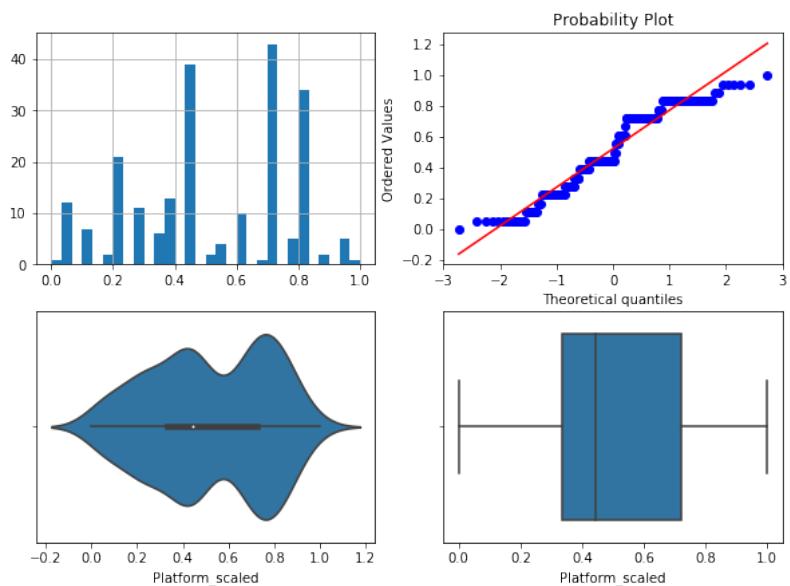 Probability Plot
40
30
20
10
0
0.0 0.2 0.4 0.6 0.8 1.0
Ordered Values
1.2
1.0
0.8
0.6
0.4
0.2
0.0
−0.2
−3 −2 −1 0 1 2 3
Theoretical quantiles
−0.2 0.0 0.2 0.4 0.6 0.8 1.0 1.2
Platform_scaled
0.0 0.2 0.4 0.6 0.8 1.0
Platform_scaled